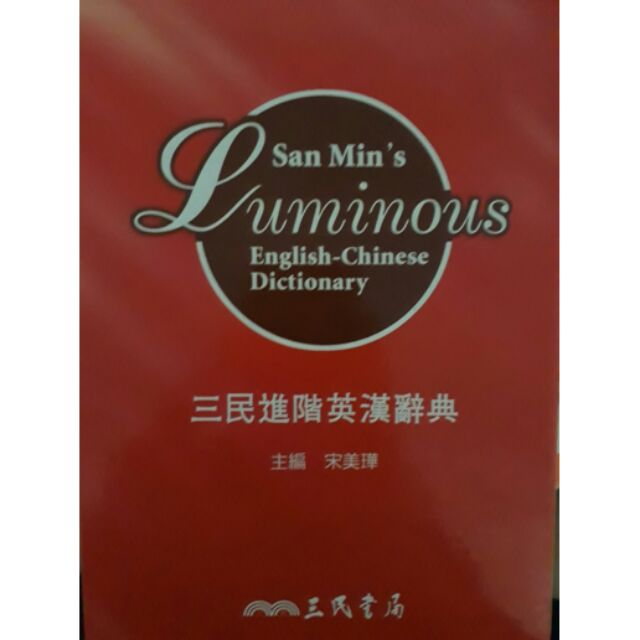 San Min's
Luminous
English-Chinese
Dictionary
三民進階英漢辭典
主編 宋美璍
三民書局